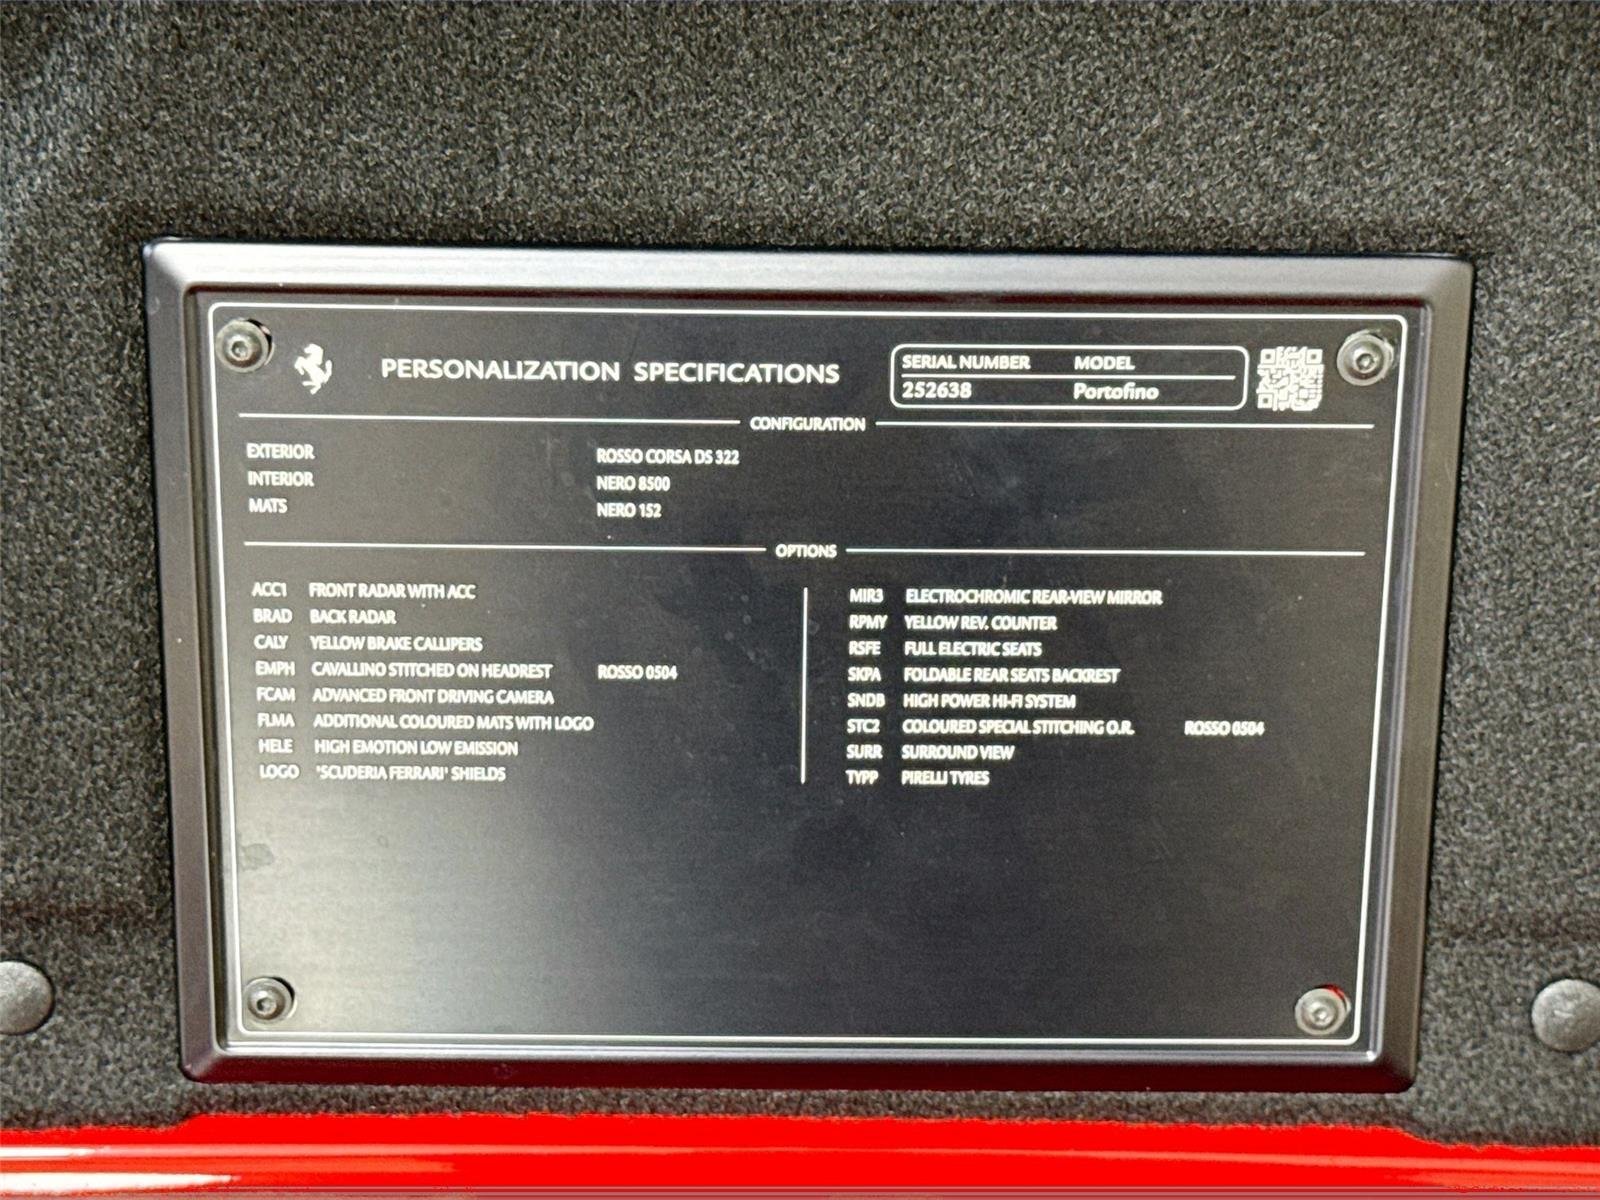 PERSONALIZATION SPECIFICATIONS
SERIAL NUMBER MODEL
252638 Portofino
CONFIGURATION
EXTERIOR ROSSO CORSA DS 322
INTERIOR NERO 8500
MATS NERO 152
OPTIONS
ACC1 FRONT RADAR WITH ACC
BRAD BACK RADAR
CALY YELLOW BRAKE CALLIPERS
EMPH CAVALLINO STITCHED ON HEADREST ROSSO 0504
FCAM ADVANCED FRONT DRIVING CAMERA
FLMA ADDITIONAL COLOURED MATS WITH LOGO
HELE HIGH EMOTION LOW EMISSION
LOGO 'SCUDERIA FERRARI' SHIELDS
MIR3 ELECTROCHROMIC REAR-VIEW MIRROR
RPMY YELLOW REV. COUNTER
RSFE FULL ELECTRIC SEATS
SKPA FOLDABLE REAR SEATS BACKREST
SNDB HIGH POWER HI-FI SYSTEM
STC2 COLOURED SPECIAL STITCHING O.R. ROSSO 0504
SURR SURROUND VIEW
TYPP PIRELLI TYRES